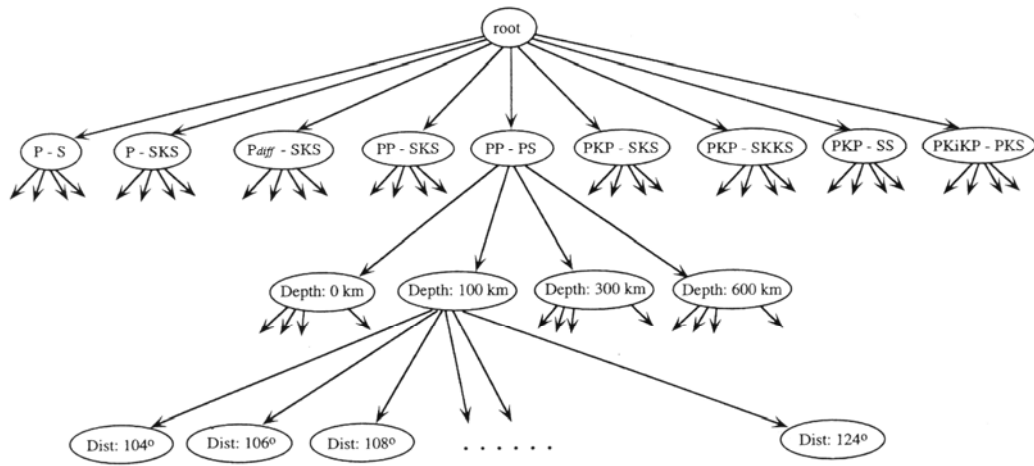 root
P - S
P - SKS
Pdiff - SKS
PP - SKS
PP - PS
PKP - SKS
PKP - SKKS
PKP - SS
PKiKP - PKS
Depth: 0 km
Depth: 100 km
Depth: 300 km
Depth: 600 km
Dist: 104º
Dist: 106º
Dist: 108º
. . . . . .
Dist: 124º